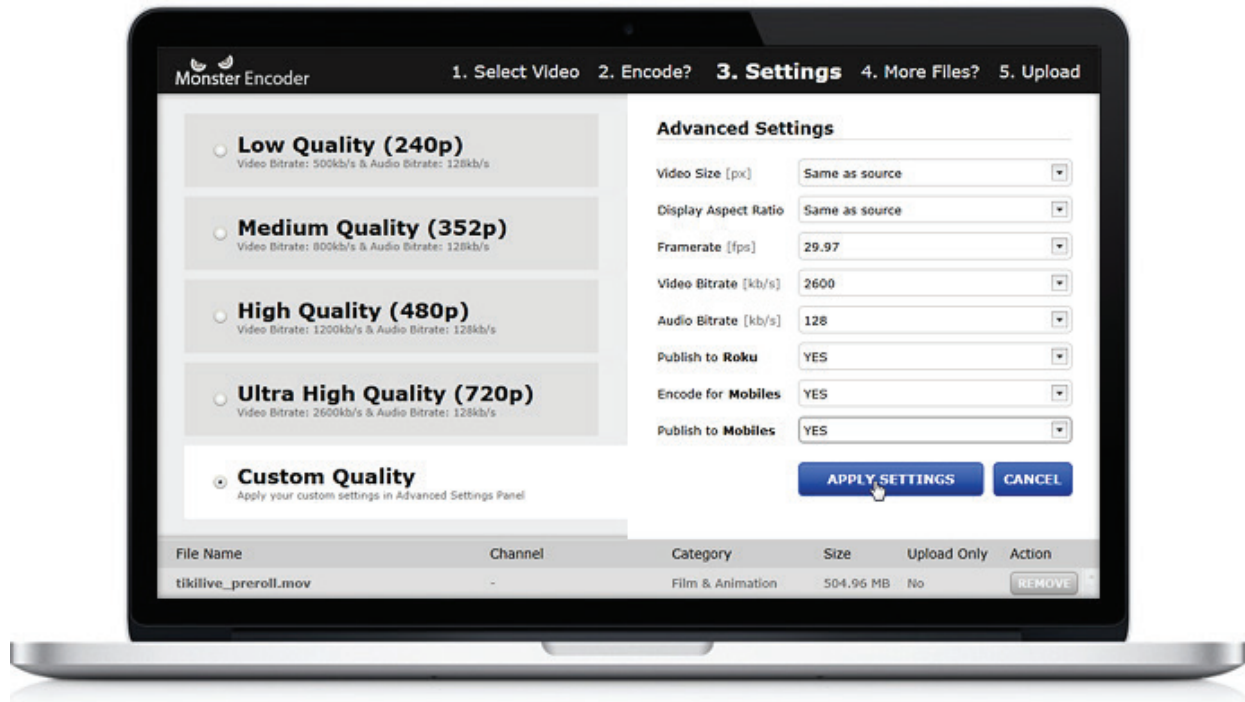 Monster Encoder
1. Select Video 2. Encode? 3. Settings 4. More Files? 5. Upload
Low Quality (240p)
Video Bitrate: 500kb/s & Audio Bitrate: 128kb/s
Medium Quality (352p)
Video Bitrate: 800kb/s & Audio Bitrate: 128kb/s
High Quality (480p)
Video Bitrate: 1200kb/s & Audio Bitrate: 128kb/s
Ultra High Quality (720p)
Video Bitrate: 2600kb/s & Audio Bitrate: 128kb/s
Custom Quality
Apply your custom settings in Advanced Settings Panel
Advanced Settings
Video Size [px] Same as source
Display Aspect Ratio Same as source
Framerate [fps] 29.97
Video Bitrate [kb/s] 2600
Audio Bitrate [kb/s] 128
Publish to Roku YES
Encode for Mobiles YES
Publish to Mobiles YES
APPLY SETTINGS CANCEL
File Name Channel Category Size Upload Only Action
tikilive_preroll.mov - Film & Animation 504.96 MB No REMOVE